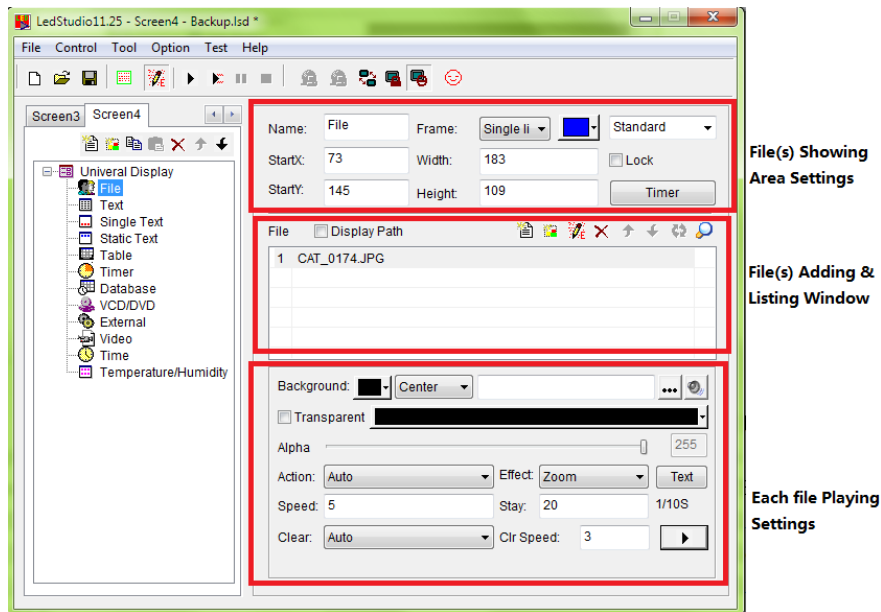 LedStudio11.25 - Screen4 - Backup.lsd *
File Control Tool Option Test Help
Screen3 Screen4
Univeral Display
File
Text
Single Text
Static Text
Table
Timer
Database
VCD/DVD
External
Video
Time
Temperature/Humidity
Name: File Frame: Single li Standard
StartX: 73 Width: 183 Lock
StartY: 145 Height: 109 Timer
File(s) Showing
Area Settings
File Display Path
1 CAT_0174.JPG
File(s) Adding &
Listing Window
Background: Center ...
Transparent
Alpha 255
Action: Auto Effect: Zoom Text
Speed: 5 Stay: 20 1/10S
Clear: Auto Clr Speed: 3
Each file Playing
Settings